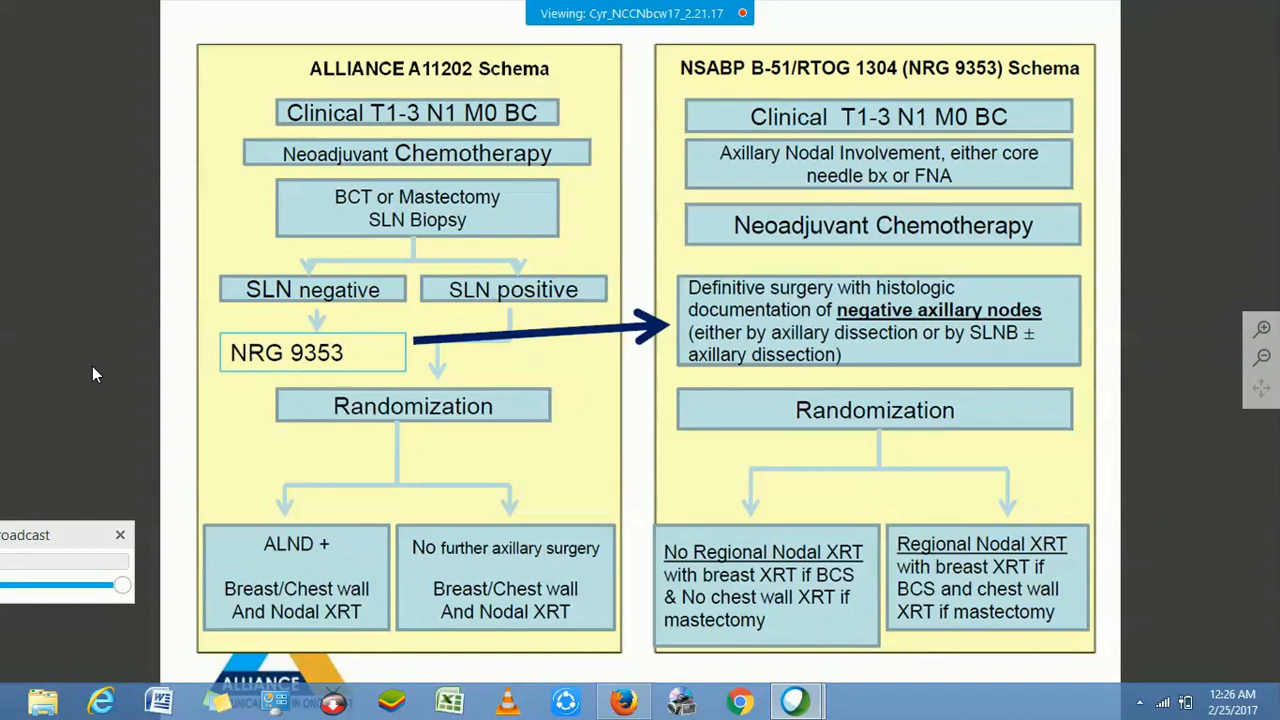 Viewing: Cyr_NCCNbcw17_2.21.17
ALLIANCE A11202 Schema
Clinical T1-3 N1 M0 BC
Neoadjuvant Chemotherapy
BCT or Mastectomy
SLN Biopsy
SLN negative
SLN positive
NRG 9353
Randomization
ALND +
Breast/Chest wall
And Nodal XRT
No further axillary surgery
Breast/Chest wall
And Nodal XRT
NSABP B-51/RTOG 1304 (NRG 9353) Schema
Clinical T1-3 N1 M0 BC
Axillary Nodal Involvement, either core
needle bx or FNA
Neoadjuvant Chemotherapy
Definitive surgery with histologic
documentation of negative axillary nodes
(either by axillary dissection or by SLNB ±
axillary dissection)
Randomization
No Regional Nodal XRT
with breast XRT if BCS
& No chest wall XRT if
mastectomy
Regional Nodal XRT
with breast XRT if
BCS and chest wall
XRT if mastectomy
roadcast
ALLIANCE
12:26 AM
2/25/2017